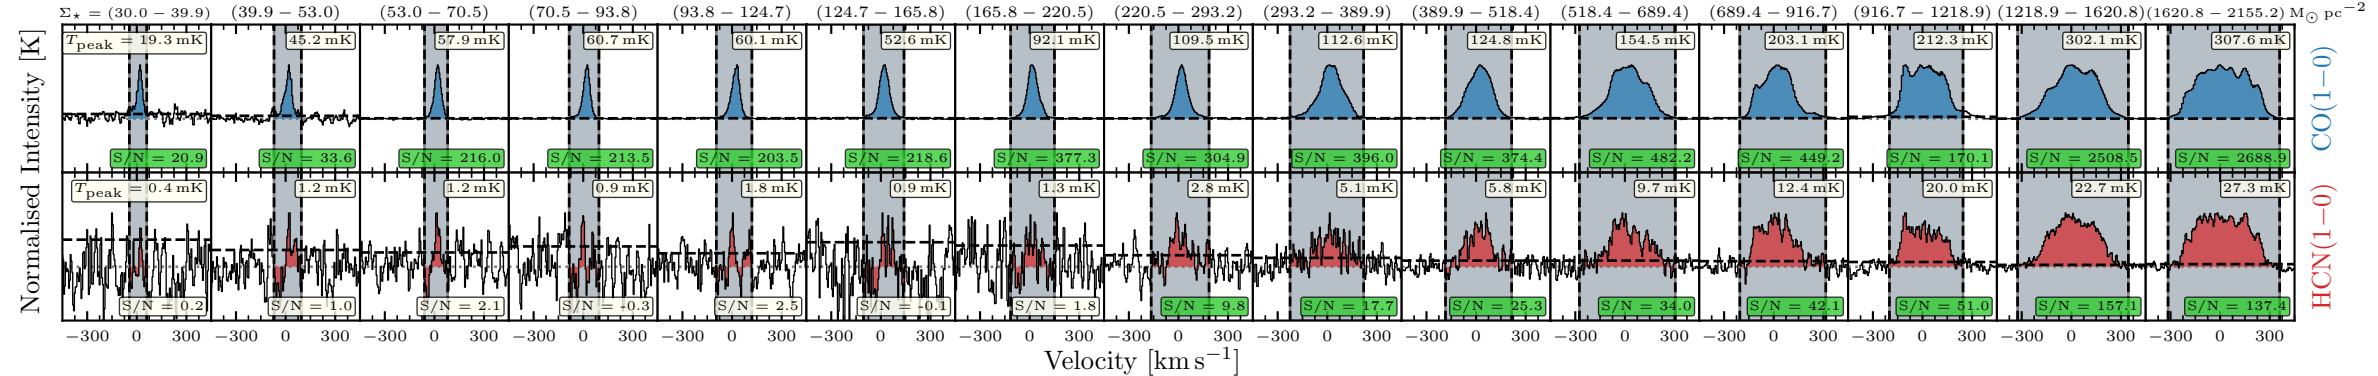 Σ⋆ = (30.0 − 39.9) (39.9 − 53.0) (53.0 − 70.5) (70.5 − 93.8) (93.8 − 124.7) (124.7 − 165.8) (165.8 − 220.5) (220.5 − 293.2) (293.2 − 389.9) (389.9 − 518.4) (518.4 − 689.4) (689.4 − 916.7) (916.7 − 1218.9) (1218.9 − 1620.8) (1620.8 − 2155.2) M⊙ pc−2
Tpeak = 19.3 mK 45.2 mK 57.9 mK 60.7 mK 60.1 mK 52.6 mK 92.1 mK 109.5 mK 112.6 mK 124.8 mK 154.5 mK 203.1 mK 212.3 mK 302.1 mK 307.6 mK
S/N = 20.9 S/N = 33.6 S/N = 216.0 S/N = 213.5 S/N = 203.5 S/N = 218.6 S/N = 377.3 S/N = 304.9 S/N = 396.0 S/N = 374.4 S/N = 482.2 S/N = 449.2 S/N = 170.1 S/N = 2508.5 S/N = 2688.9
CO(1−0)
Tpeak = 0.4 mK 1.2 mK 1.2 mK 0.9 mK 1.8 mK 0.9 mK 1.3 mK 2.8 mK 5.1 mK 5.8 mK 9.7 mK 12.4 mK 20.0 mK 22.7 mK 27.3 mK
S/N = 0.2 S/N = 1.0 S/N = 2.1 S/N = -0.3 S/N = 2.5 S/N = -0.1 S/N = 1.8 S/N = 9.8 S/N = 17.7 S/N = 25.3 S/N = 34.0 S/N = 42.1 S/N = 51.0 S/N = 157.1 S/N = 137.4
HCN(1−0)
Normalised Intensity [K]
−300 0 300 −300 0 300 −300 0 300 −300 0 300 −300 0 300 −300 0 300 −300 0 300 −300 0 300 −300 0 300 −300 0 300 −300 0 300 −300 0 300 −300 0 300 −300 0 300 −300 0 300
Velocity [km s−1]